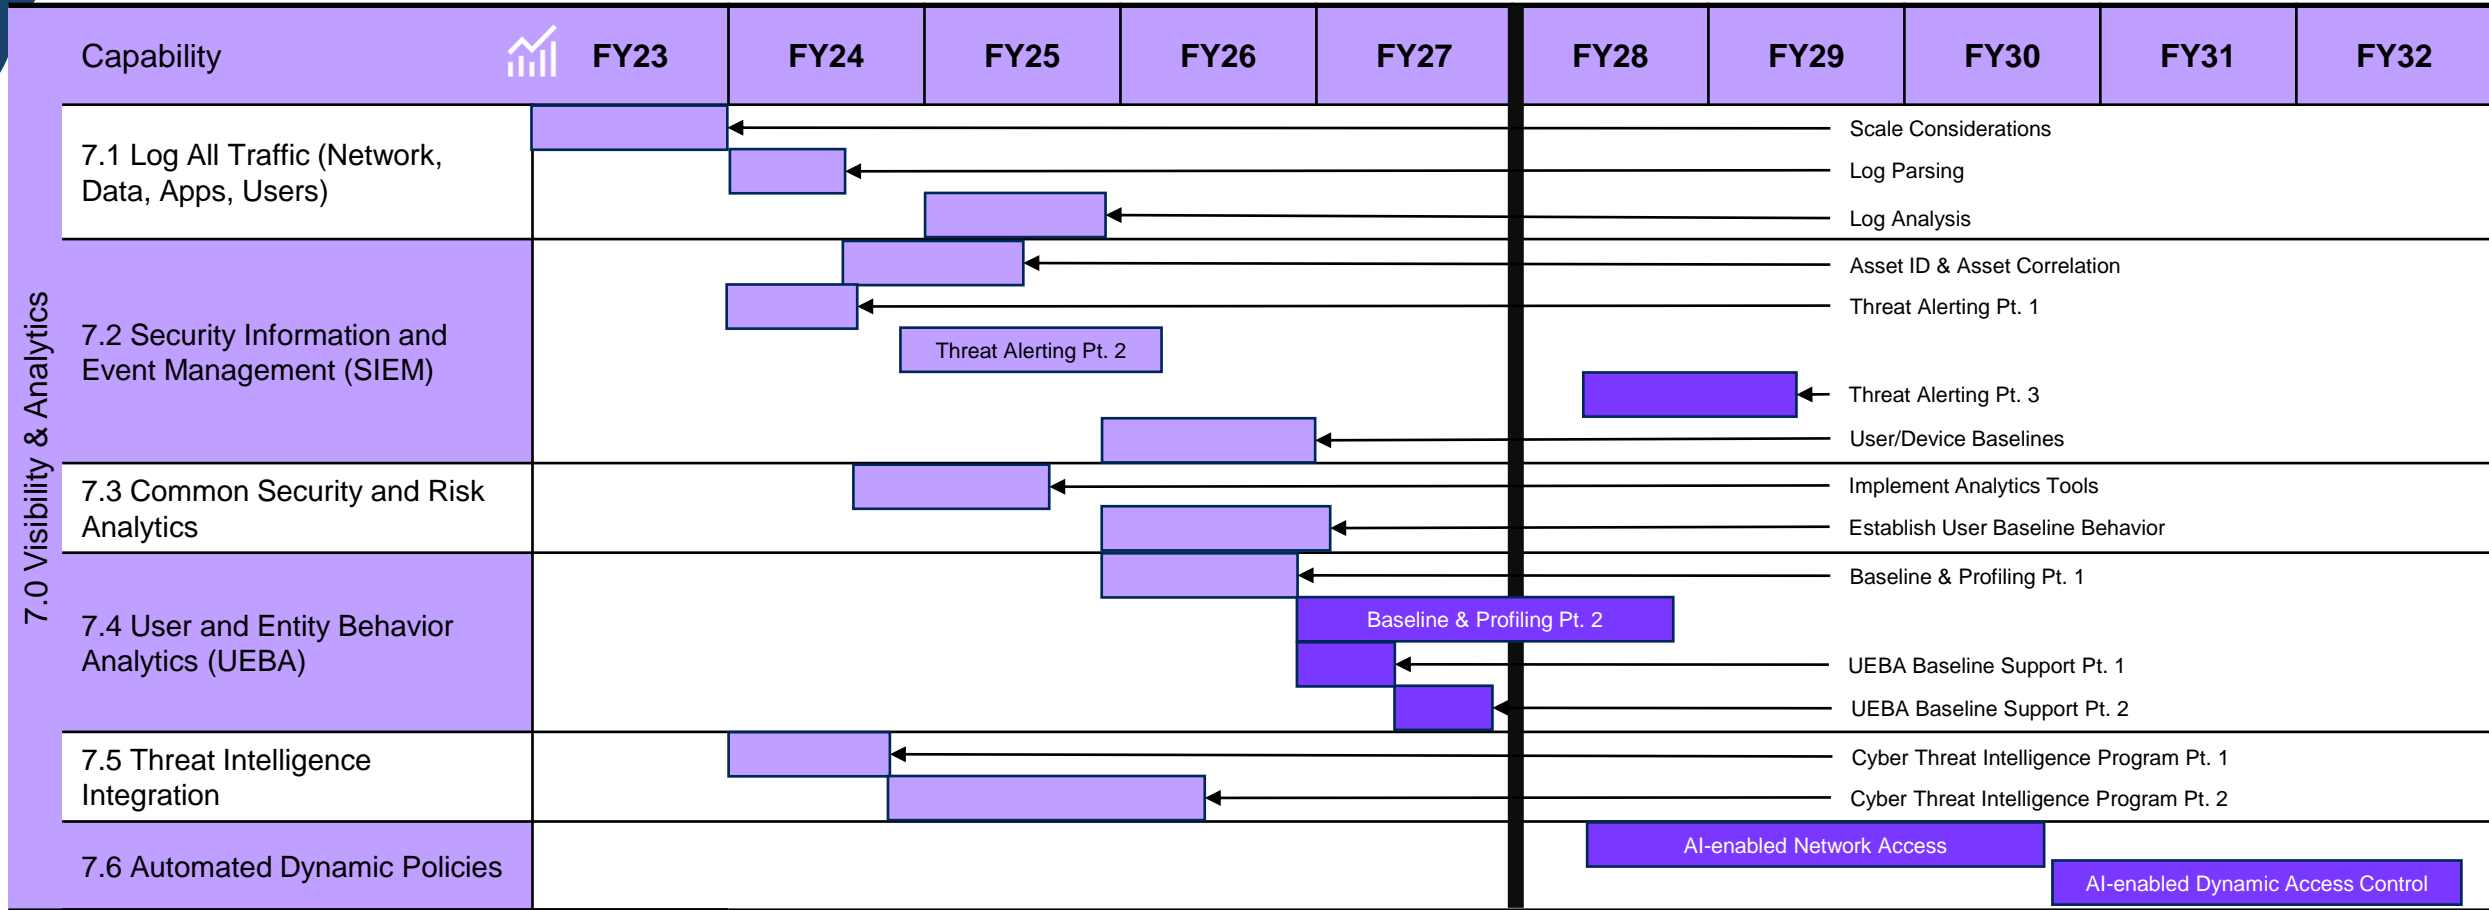 Capability
FY23
FY24
FY25
FY26
FY27
FY28
FY29
FY30
FY31
FY32
7.0 Visibility & Analytics
7.1 Log All Traffic (Network,
Data, Apps, Users)
Scale Considerations
Log Parsing
Log Analysis
7.2 Security Information and
Event Management (SIEM)
Asset ID & Asset Correlation
Threat Alerting Pt. 1
Threat Alerting Pt. 2
Threat Alerting Pt. 3
User/Device Baselines
7.3 Common Security and Risk
Analytics
Implement Analytics Tools
Establish User Baseline Behavior
7.4 User and Entity Behavior
Analytics (UEBA)
Baseline & Profiling Pt. 1
Baseline & Profiling Pt. 2
UEBA Baseline Support Pt. 1
UEBA Baseline Support Pt. 2
7.5 Threat Intelligence
Integration
Cyber Threat Intelligence Program Pt. 1
Cyber Threat Intelligence Program Pt. 2
7.6 Automated Dynamic Policies
AI-enabled Network Access
AI-enabled Dynamic Access Control